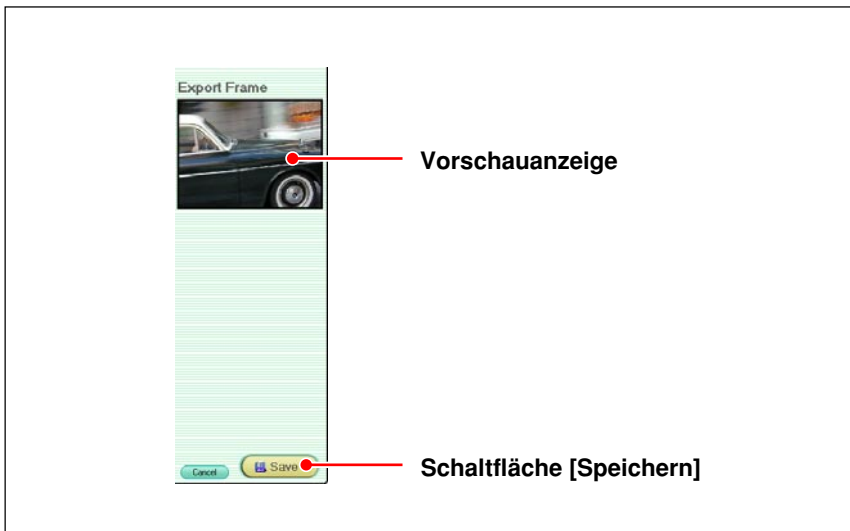 Export Frame
Vorschauanzeige
Cancel
Save
Schaltfläche [Speichern]